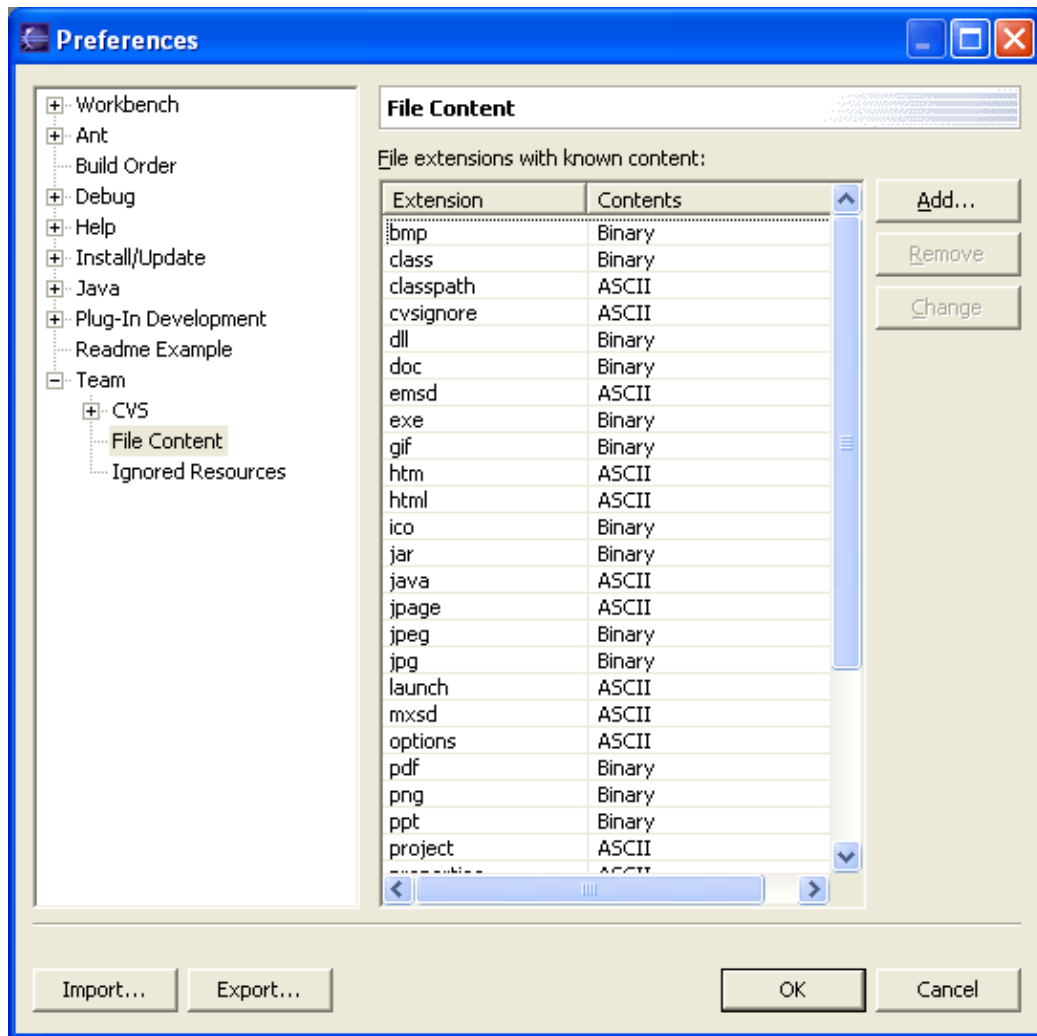 Preferences
Workbench
Ant
Build Order
Debug
Help
Install/Update
Java
Plug-In Development
Readme Example
Team
CVS
File Content
Ignored Resources
File Content
File extensions with known content:
Extension Contents
bmp Binary
class Binary
classpath ASCII
cvsignore ASCII
dll Binary
doc Binary
emsd ASCII
exe Binary
gif Binary
htm ASCII
html ASCII
ico Binary
jar Binary
java ASCII
jpage ASCII
jpeg Binary
jpg Binary
launch ASCII
mxsd ASCII
options ASCII
pdf Binary
png Binary
ppt Binary
project ASCII
Add...
Remove
Change
Import... Export... OK Cancel